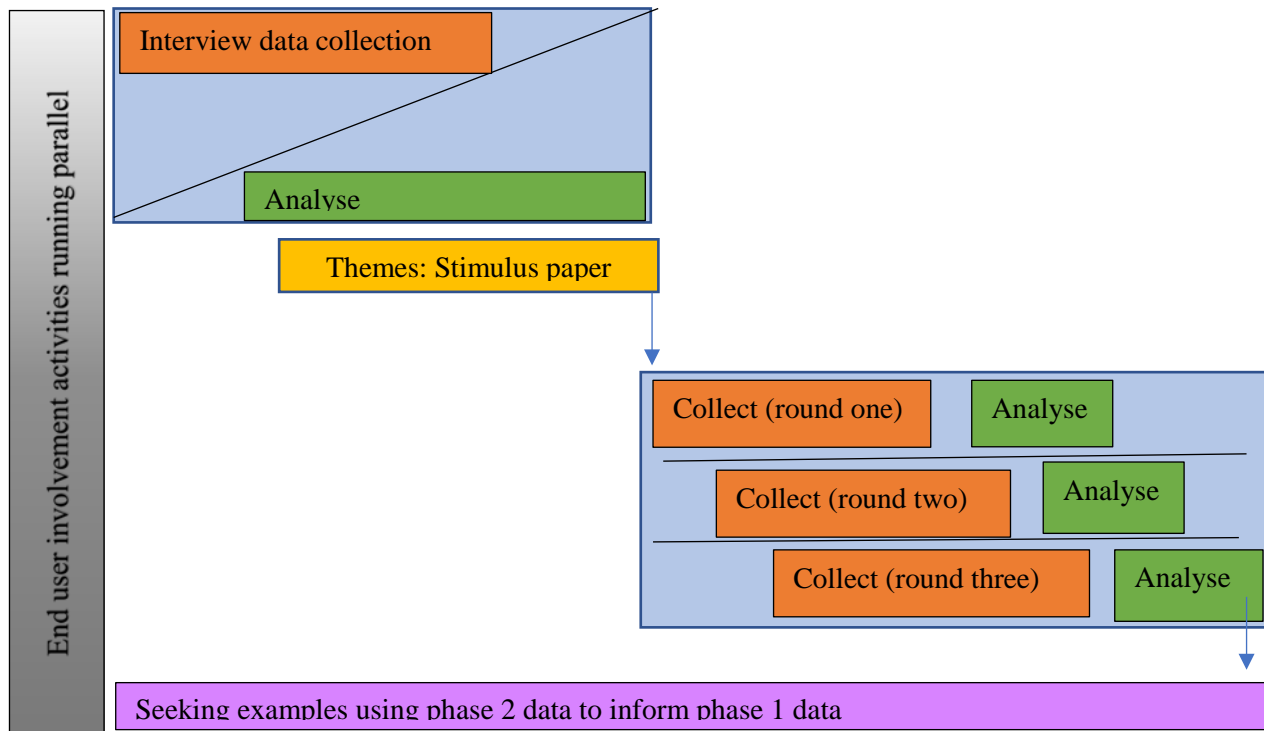 End user involvement activities running parallel
Interview data collection
Analyse
Themes: Stimulus paper
Collect (round one)
Analyse
Collect (round two)
Analyse
Collect (round three)
Analyse
Seeking examples using phase 2 data to inform phase 1 data